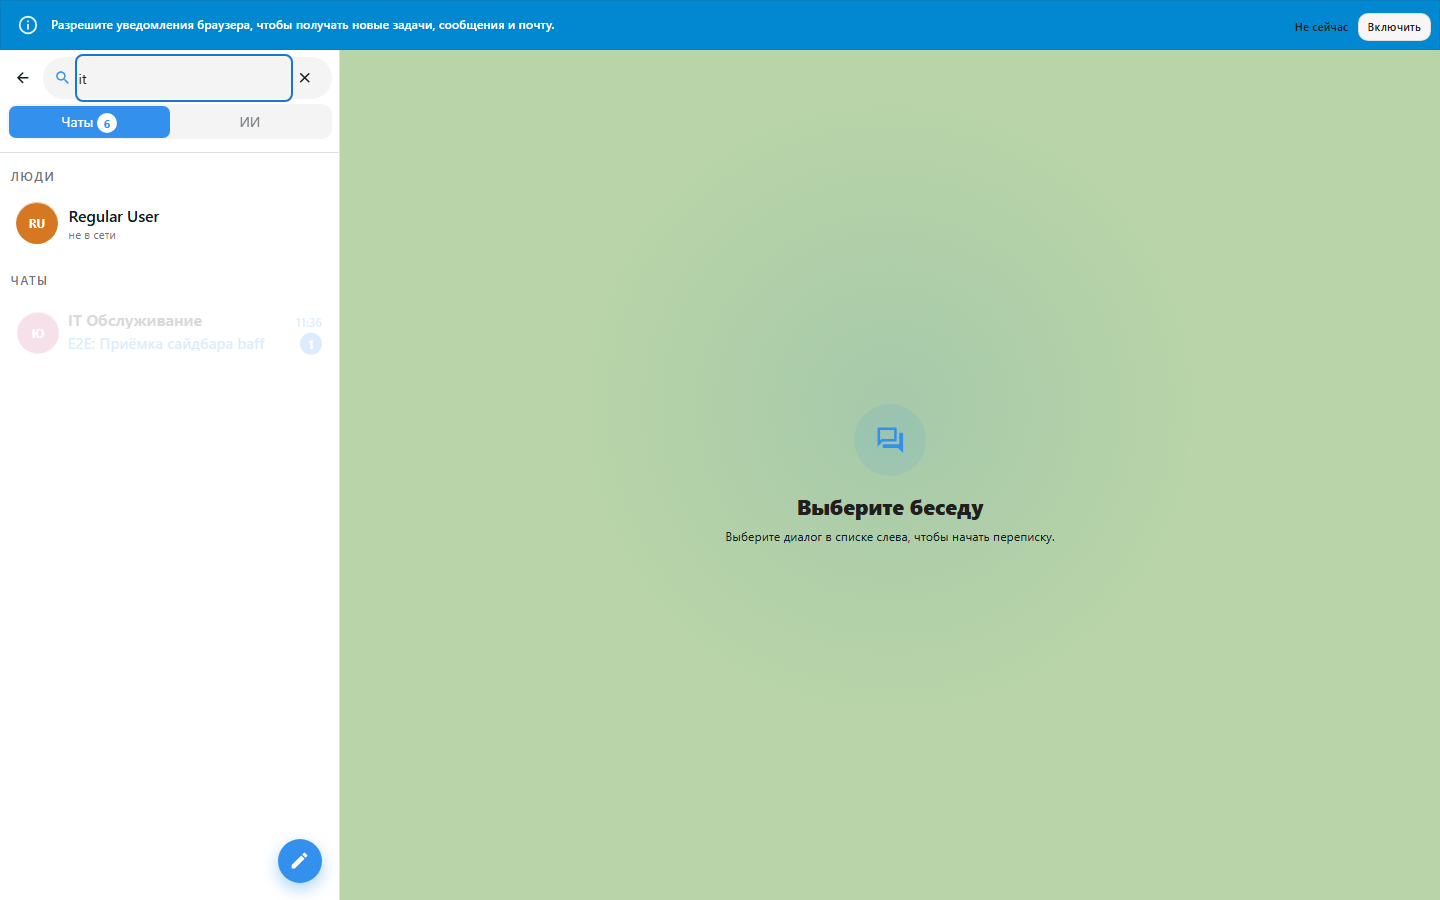 Разрешите уведомления браузера, чтобы получать новые задачи, сообщения и почту.
Не сейчас
Включить
it
Чаты 6
ИИ
ЛЮДИ
RU
Regular User
не в сети
ЧАТЫ
Ю
IT Обслуживание
11:36
E2E: Приёмка сайдбара baff
1
Выберите беседу
Выберите диалог в списке слева, чтобы начать переписку.